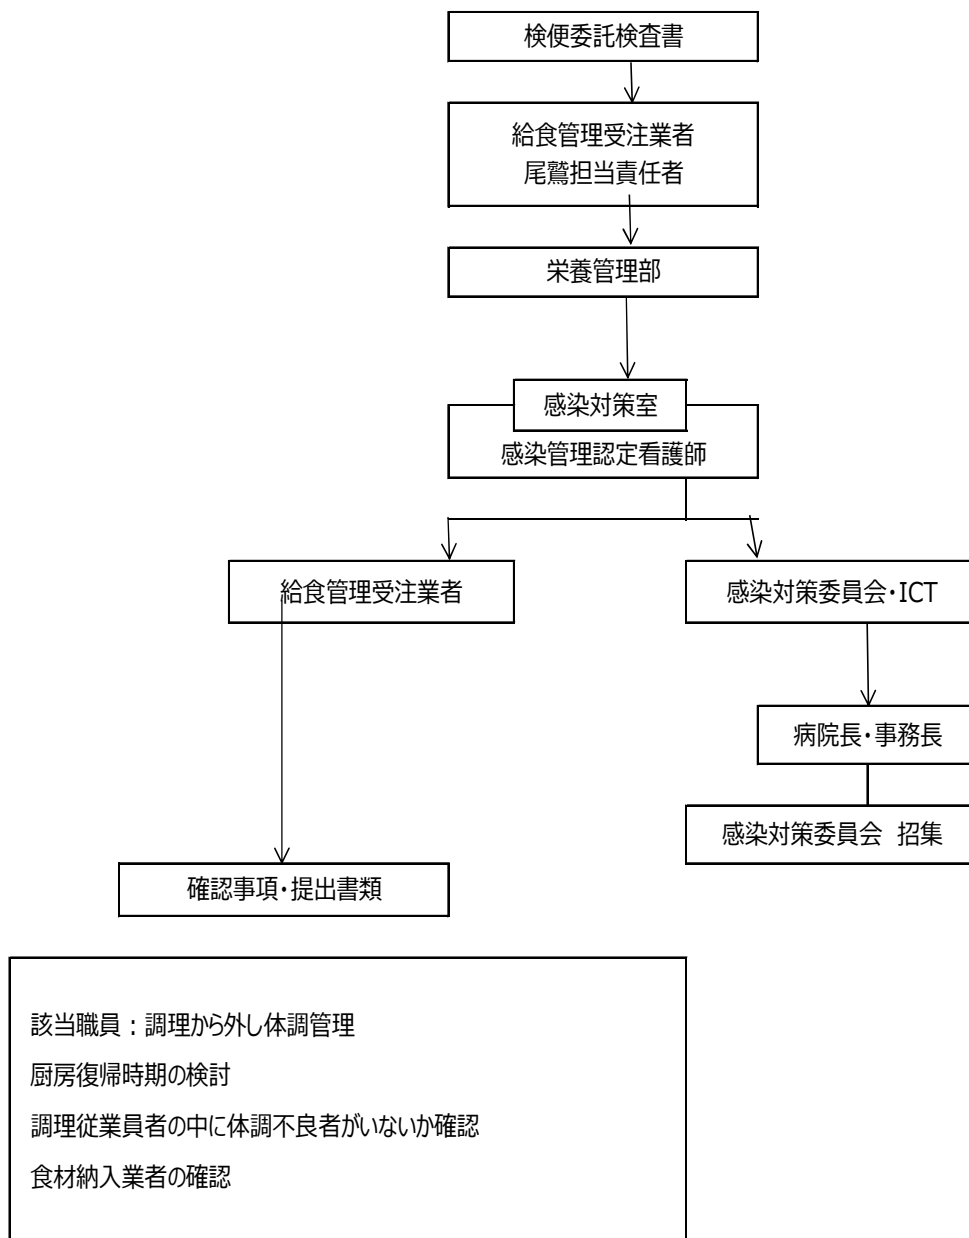 検便委託検査書
給食管理受注業者
尾鷲担当責任者
栄養管理部
感染対策室
感染管理認定看護師
給食管理受注業者
感染対策委員会・ICT
病院長・事務長
感染対策委員会 招集
確認事項・提出書類
該当職員：調理から外し体調管理
厨房復帰時期の検討
調理従業員者の中に体調不良者がいないか確認
食材納入業者の確認